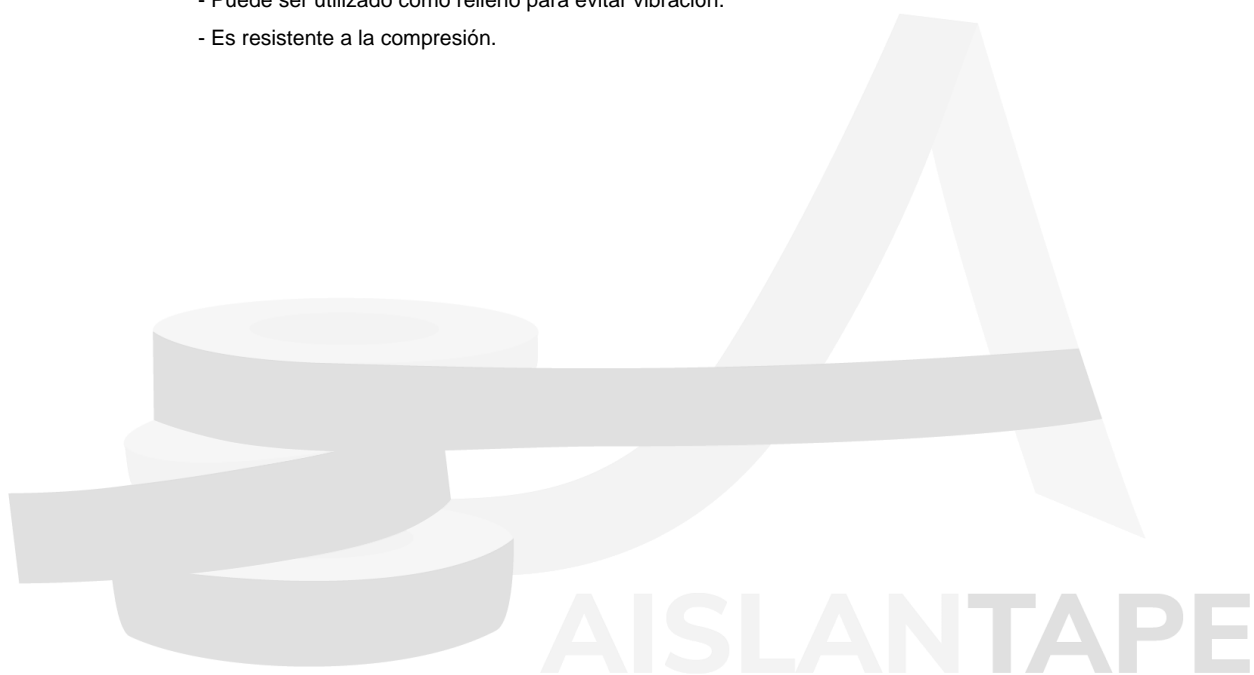 - Puede ser utilizado como relleno para evitar vibración.
- Es resistente a la compresión.
AISLANTAPE